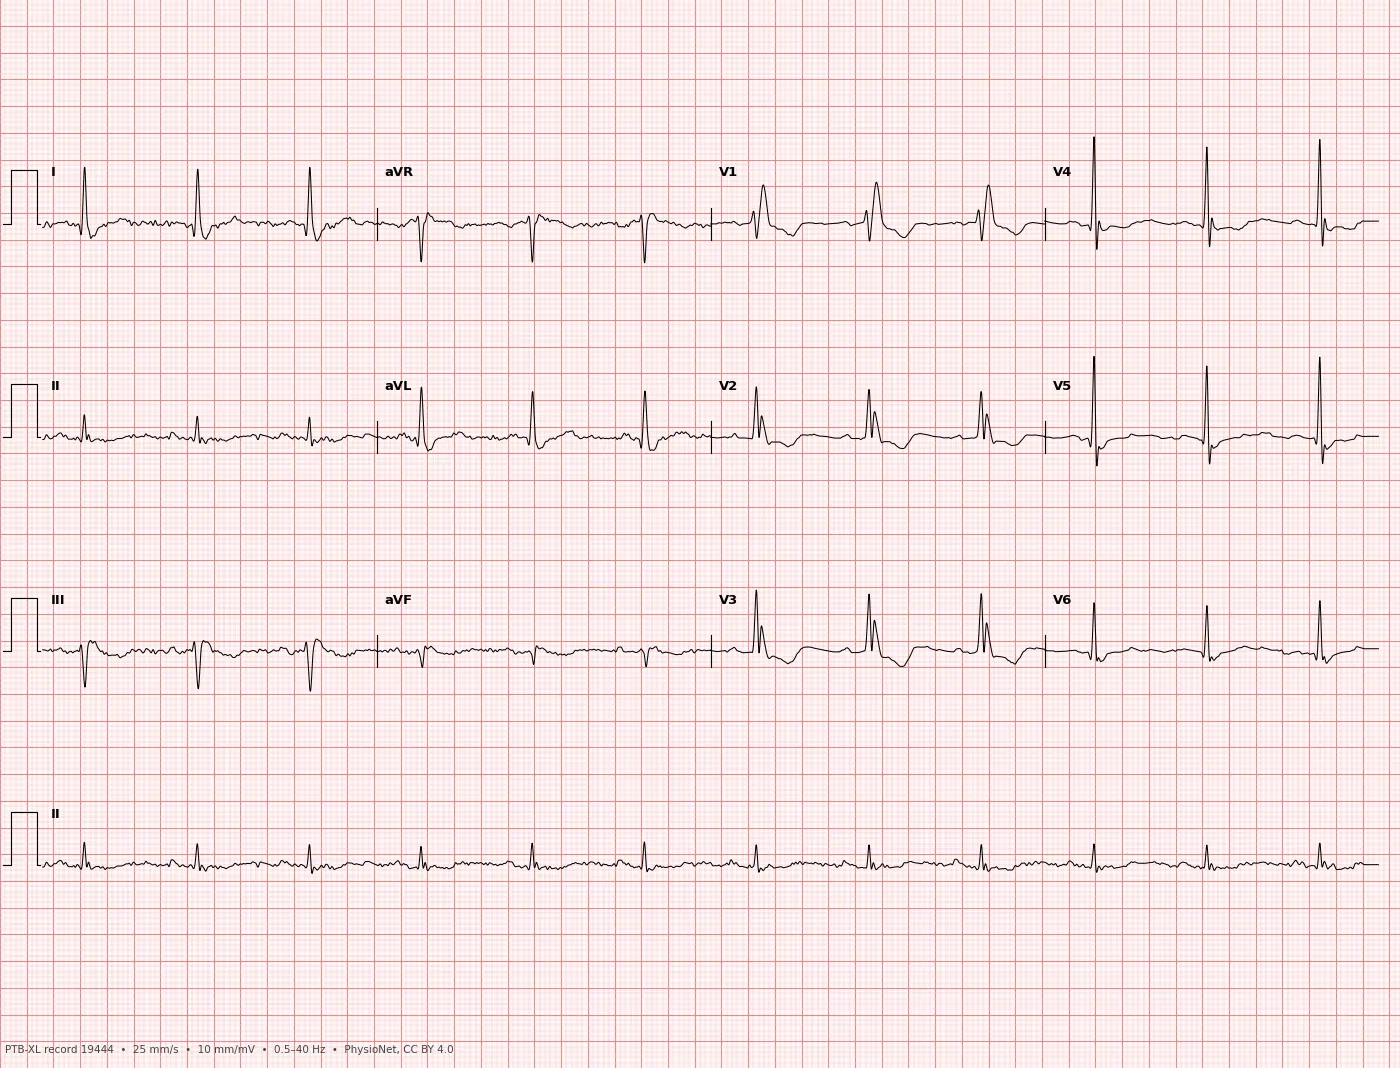 I aVR V1 V4
II aVL V2 V5
III aVF V3 V6
II
PTB-XL record 19444 • 25 mm/s • 10 mm/mV • 0.5–40 Hz • PhysioNet, CC BY 4.0